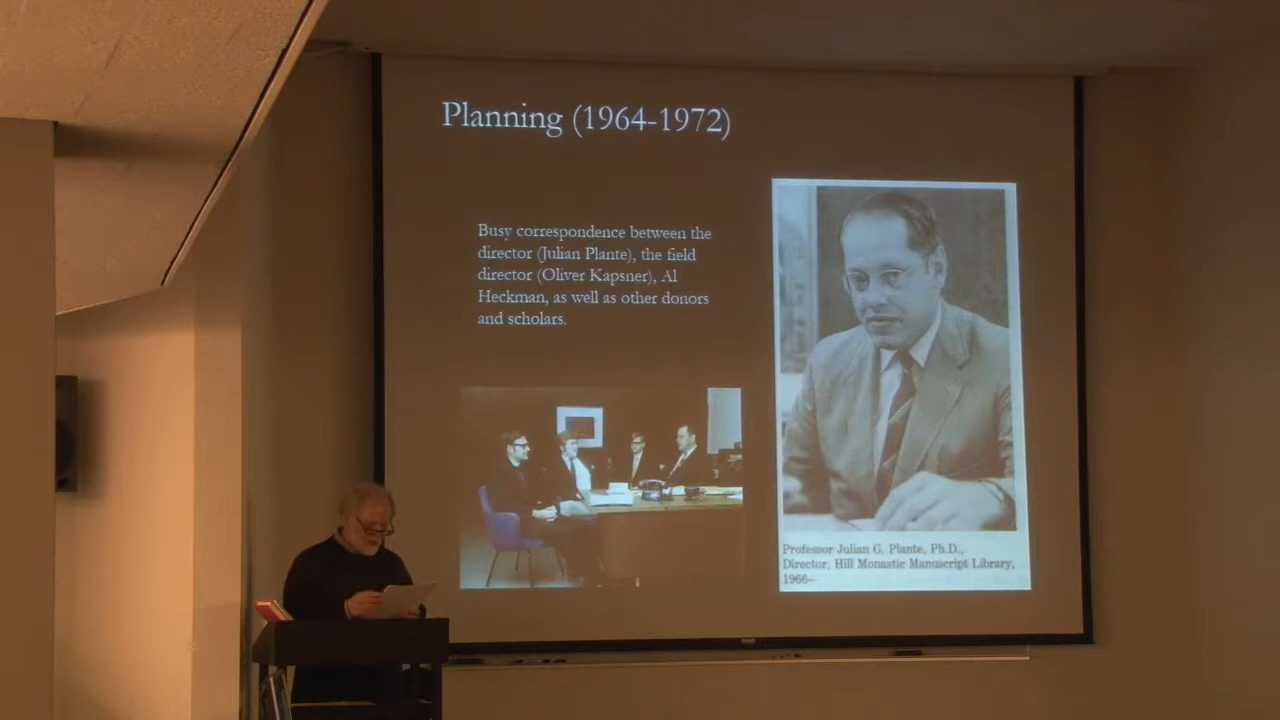 Planning (1964-1972)
Busy correspondence between the
director (Julian Plante), the field
director (Oliver Kapsner), Al
Heckman, as well as other donors
and scholars.
Professor Julian G. Plante, Ph.D.,
Director, Hill Monastic Manuscript Library,
1966-